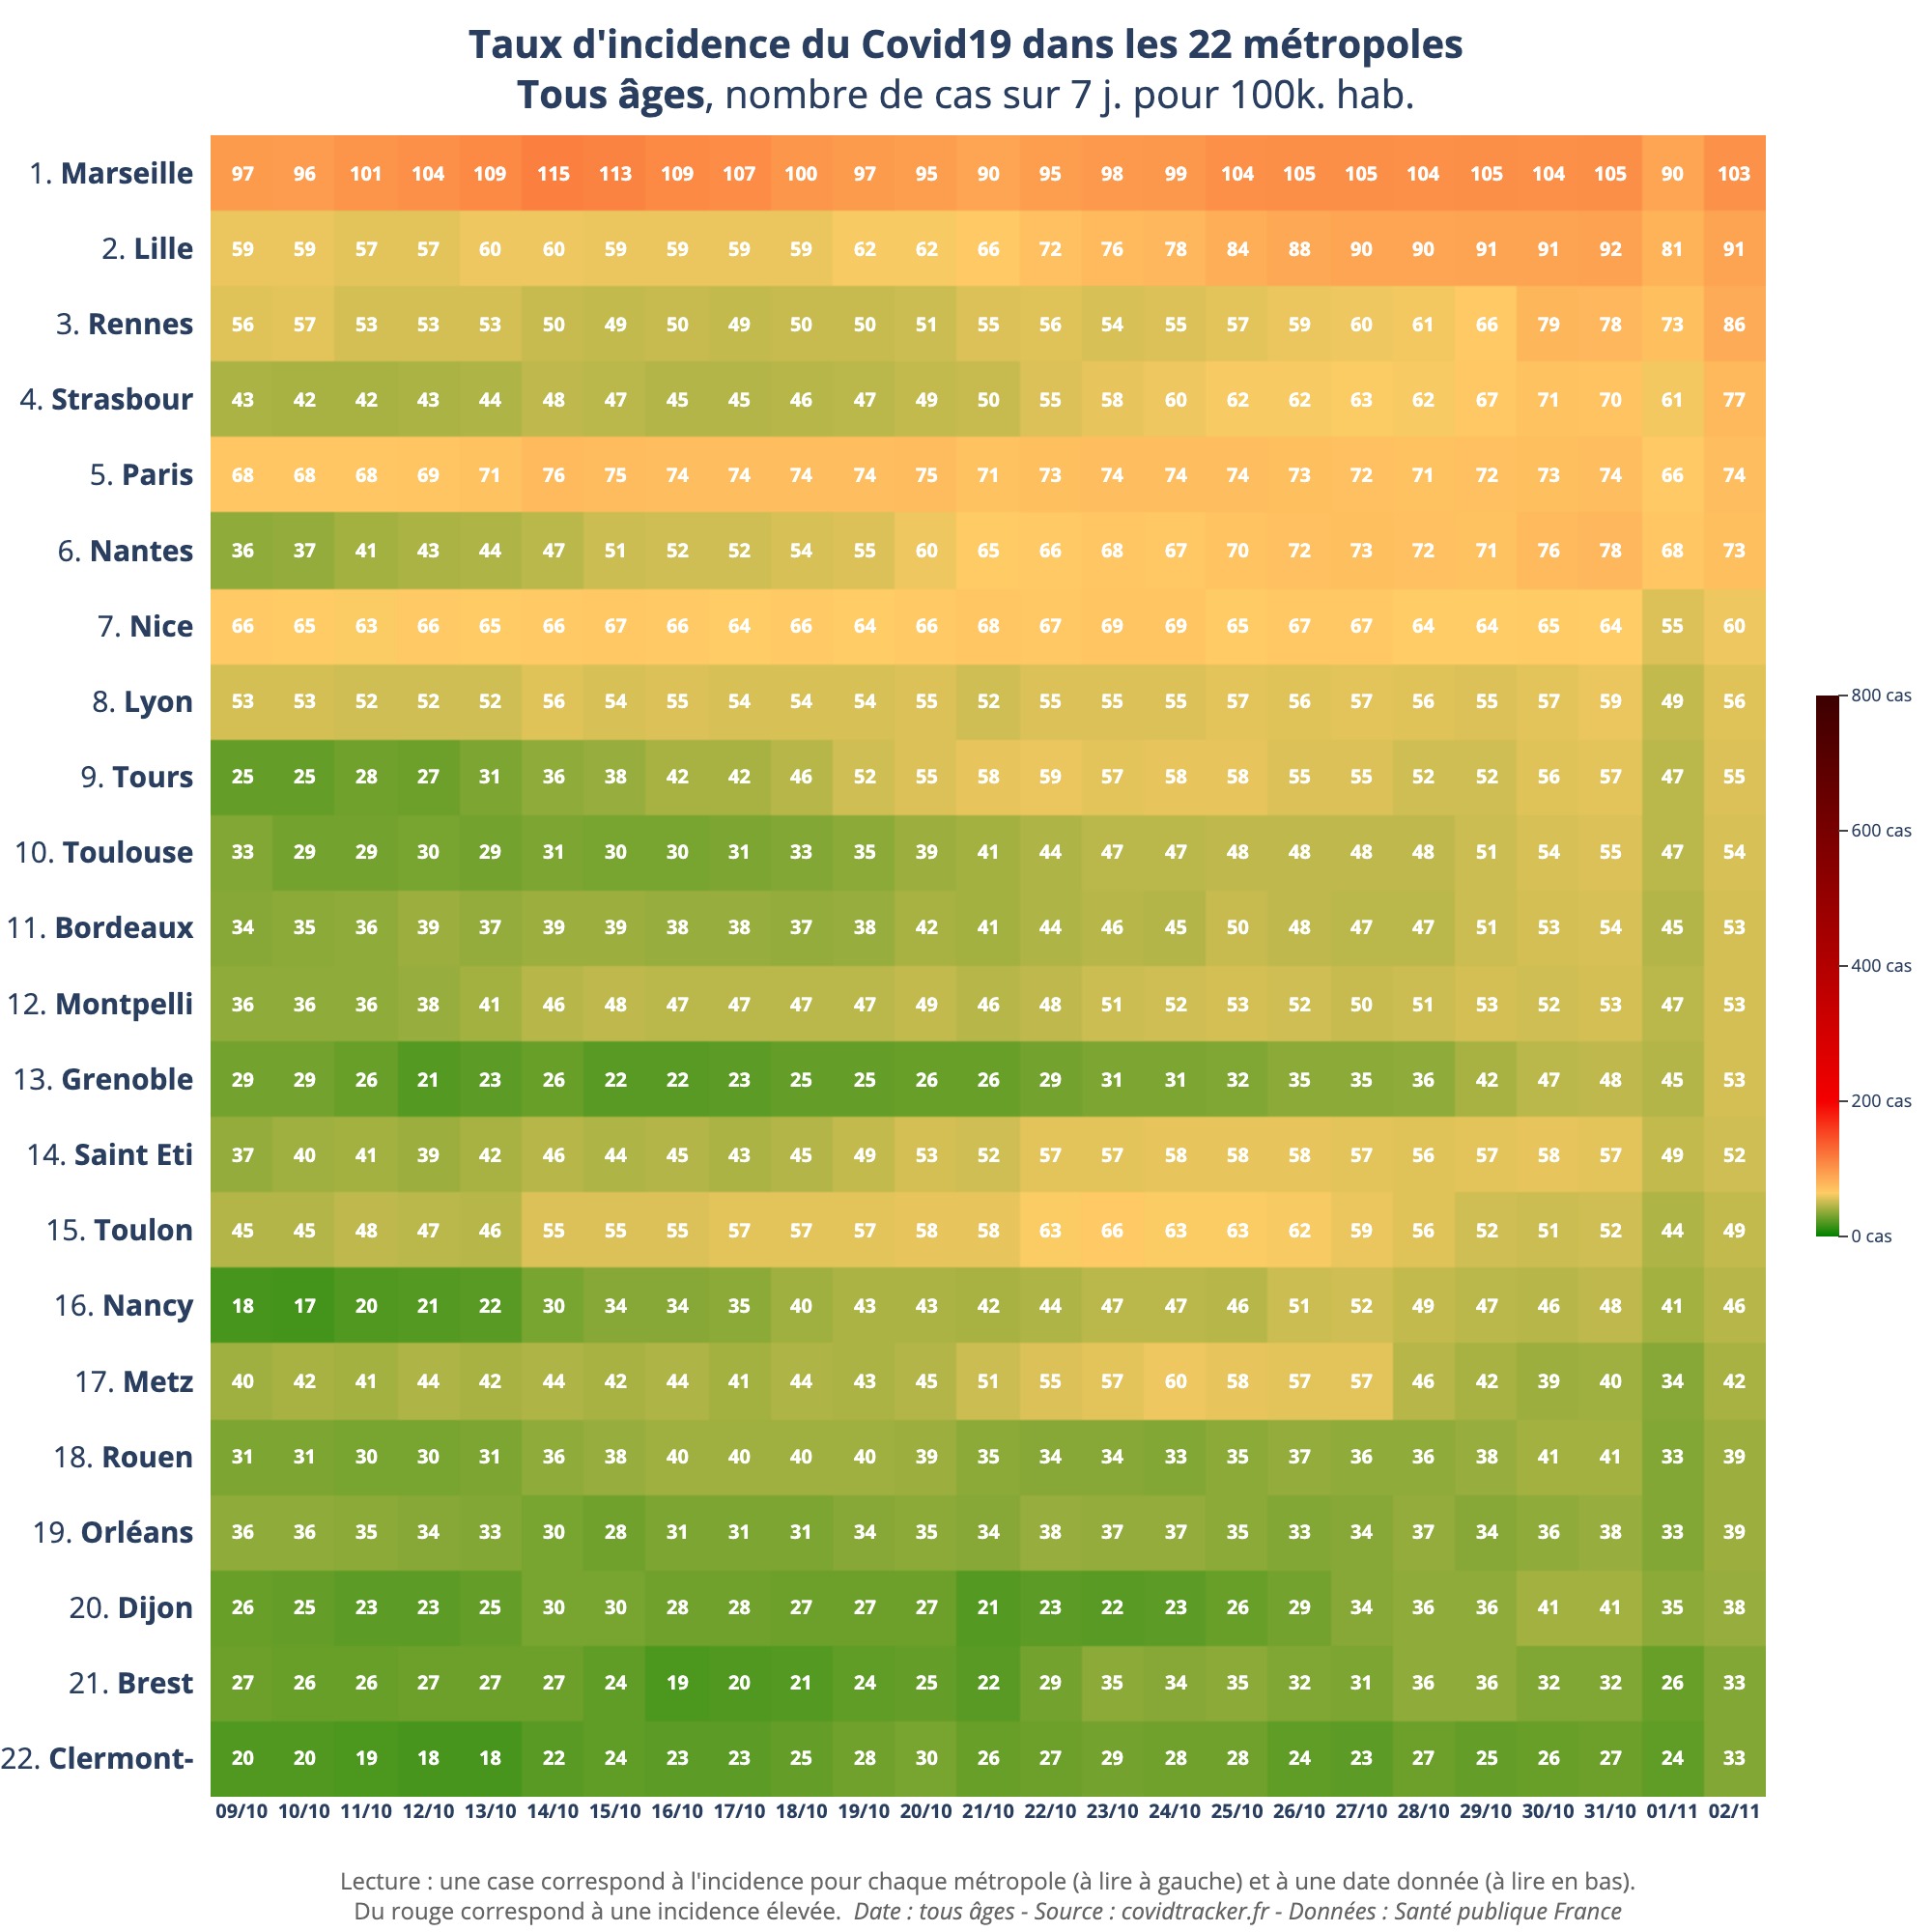 Taux d'incidence du Covid19 dans les 22 métropoles
Tous âges, nombre de cas sur 7 j. pour 100k. hab.
1. Marseille 97 96 101 104 109 115 113 109 107 100 97 95 90 95 98 99 104 105 105 104 105 104 105 90 103
2. Lille 59 59 57 57 60 60 59 59 59 59 62 62 66 72 76 78 84 88 90 90 91 91 92 81 91
3. Rennes 56 57 53 53 53 50 49 50 49 50 50 51 55 56 54 55 57 59 60 61 66 79 78 73 86
4. Strasbour 43 42 42 43 44 48 47 45 45 46 47 49 50 55 58 60 62 62 63 62 67 71 70 61 77
5. Paris 68 68 68 69 71 76 75 74 74 74 74 75 71 73 74 74 74 73 72 71 72 73 74 66 74
6. Nantes 36 37 41 43 44 47 51 52 52 54 55 60 65 66 68 67 70 72 73 72 71 76 78 68 73
7. Nice 66 65 63 66 65 66 67 66 64 66 64 66 68 67 69 69 65 67 67 64 64 65 64 55 60
8. Lyon 53 53 52 52 52 56 54 55 54 54 54 55 52 55 55 55 57 56 57 56 55 57 59 49 56
9. Tours 25 25 28 27 31 36 38 42 42 46 52 55 58 59 57 58 58 55 55 52 52 56 57 47 55
10. Toulouse 33 29 29 30 29 31 30 30 31 33 35 39 41 44 47 47 48 48 48 48 51 54 55 47 54
11. Bordeaux 34 35 36 39 37 39 39 38 38 37 38 42 41 44 46 45 50 48 47 47 51 53 54 45 53
12. Montpelli 36 36 36 38 41 46 48 47 47 47 47 49 46 48 51 52 53 52 50 51 53 52 53 47 53
13. Grenoble 29 29 26 21 23 26 22 22 23 25 25 26 26 29 31 31 32 35 35 36 42 47 48 45 53
14. Saint Eti 37 40 41 39 42 46 44 45 43 45 49 53 52 57 57 58 58 58 57 56 57 58 57 49 52
15. Toulon 45 45 48 47 46 55 55 55 57 57 57 58 58 63 66 63 63 62 59 56 52 51 52 44 49
16. Nancy 18 17 20 21 22 30 34 34 35 40 43 43 42 44 47 47 46 51 52 49 47 46 48 41 46
17. Metz 40 42 41 44 42 44 42 44 41 44 43 45 51 55 57 60 58 57 57 46 42 39 40 34 42
18. Rouen 31 31 30 30 31 36 38 40 40 40 40 39 35 34 34 33 35 37 36 36 38 41 41 33 39
19. Orléans 36 36 35 34 33 30 28 31 31 31 34 35 34 38 37 37 35 33 34 37 34 36 38 33 39
20. Dijon 26 25 23 23 25 30 30 28 28 27 27 27 21 23 22 23 26 29 34 36 36 41 41 35 38
21. Brest 27 26 26 27 27 27 24 19 20 21 24 25 22 29 35 34 35 32 31 36 36 32 32 26 33
22. Clermont- 20 20 19 18 18 22 24 23 23 25 28 30 26 27 29 28 28 24 23 27 25 26 27 24 33
09/10 10/10 11/10 12/10 13/10 14/10 15/10 16/10 17/10 18/10 19/10 20/10 21/10 22/10 23/10 24/10 25/10 26/10 27/10 28/10 29/10 30/10 31/10 01/11 02/11
800 cas
600 cas
400 cas
200 cas
0 cas
Lecture : une case correspond à l'incidence pour chaque métropole (à lire à gauche) et à une date donnée (à lire en bas).
Du rouge correspond à une incidence élevée. Date : tous âges - Source : covidtracker.fr - Données : Santé publique France